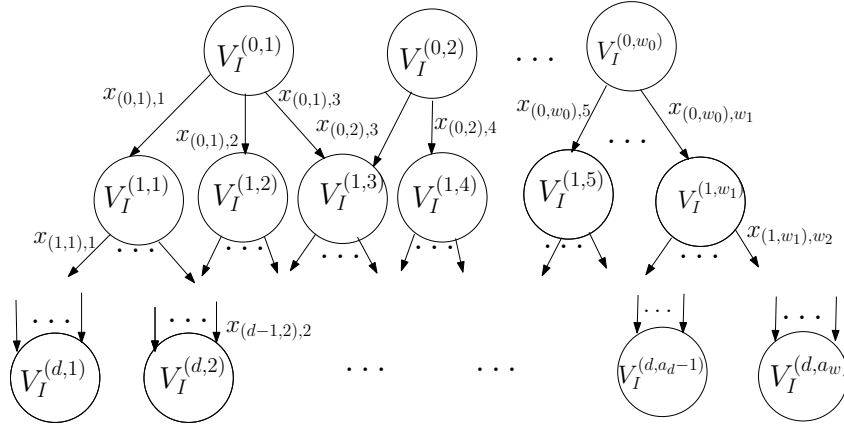 V_I^{(0,1)} V_I^{(0,2)} ... V_I^{(0,w_0)}
x_{(0,1),1} x_{(0,1),2} x_{(0,1),3} x_{(0,2),3} x_{(0,2),4} x_{(0,w_0),5} ... x_{(0,w_0),w_1}
V_I^{(1,1)} V_I^{(1,2)} V_I^{(1,3)} V_I^{(1,4)} V_I^{(1,5)} V_I^{(1,w_1)}
x_{(1,1),1} ... ... ... ... ... ... x_{(1,w_1),w_2}
... ... x_{(d-1,2),2} ... ...
V_I^{(d,1)} V_I^{(d,2)} ... ... V_I^{(d,a_d-1)} V_I^{(d,a_w)}